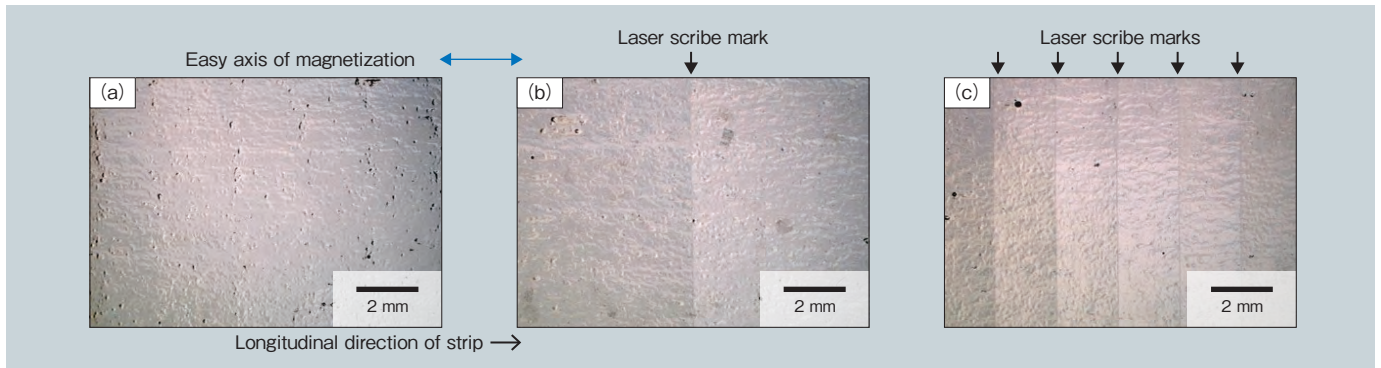 Easy axis of magnetization
Laser scribe mark
Laser scribe marks
(a)
(b)
(c)
2 mm
2 mm
2 mm
Longitudinal direction of strip